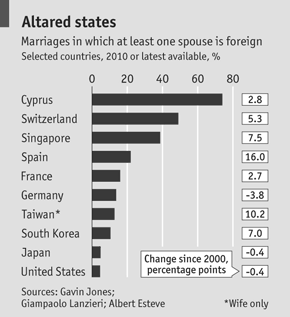 Altared states
Marriages in which at least one spouse is foreign
Selected countries, 2010 or latest available, %
0 20 40 60 80
Cyprus 2.8
Switzerland 5.3
Singapore 7.5
Spain 16.0
France 2.7
Germany -3.8
Taiwan* 10.2
South Korea 7.0
Japan -0.4
United States -0.4
Change since 2000,
percentage points
Sources: Gavin Jones;
Giampaolo Lanzieri; Albert Esteve
*Wife only